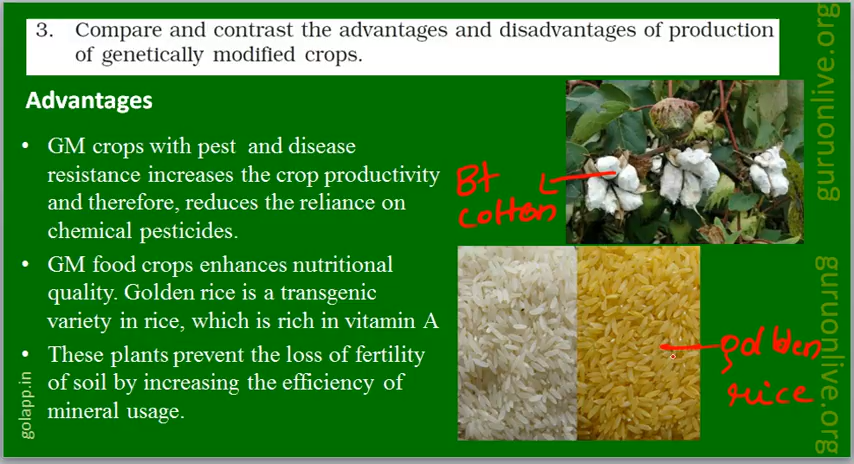 3. Compare and contrast the advantages and disadvantages of production
of genetically modified crops.
Advantages
• GM crops with pest and disease
resistance increases the crop productivity
and therefore, reduces the reliance on
chemical pesticides.
• GM food crops enhances nutritional
quality. Golden rice is a transgenic
variety in rice, which is rich in vitamin A
• These plants prevent the loss of fertility
of soil by increasing the efficiency of
mineral usage.
Bt
cotton
golden
rice
guruonlive.org
guruonlive.org
golapp.in